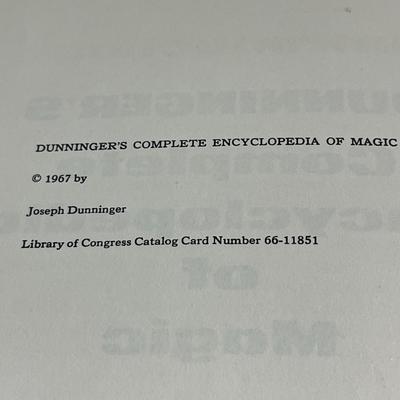 DUNNINGER'S COMPLETE ENCYCLOPEDIA OF MAGIC
© 1967 by
Joseph Dunninger
Library of Congress Catalog Card Number 66-11851